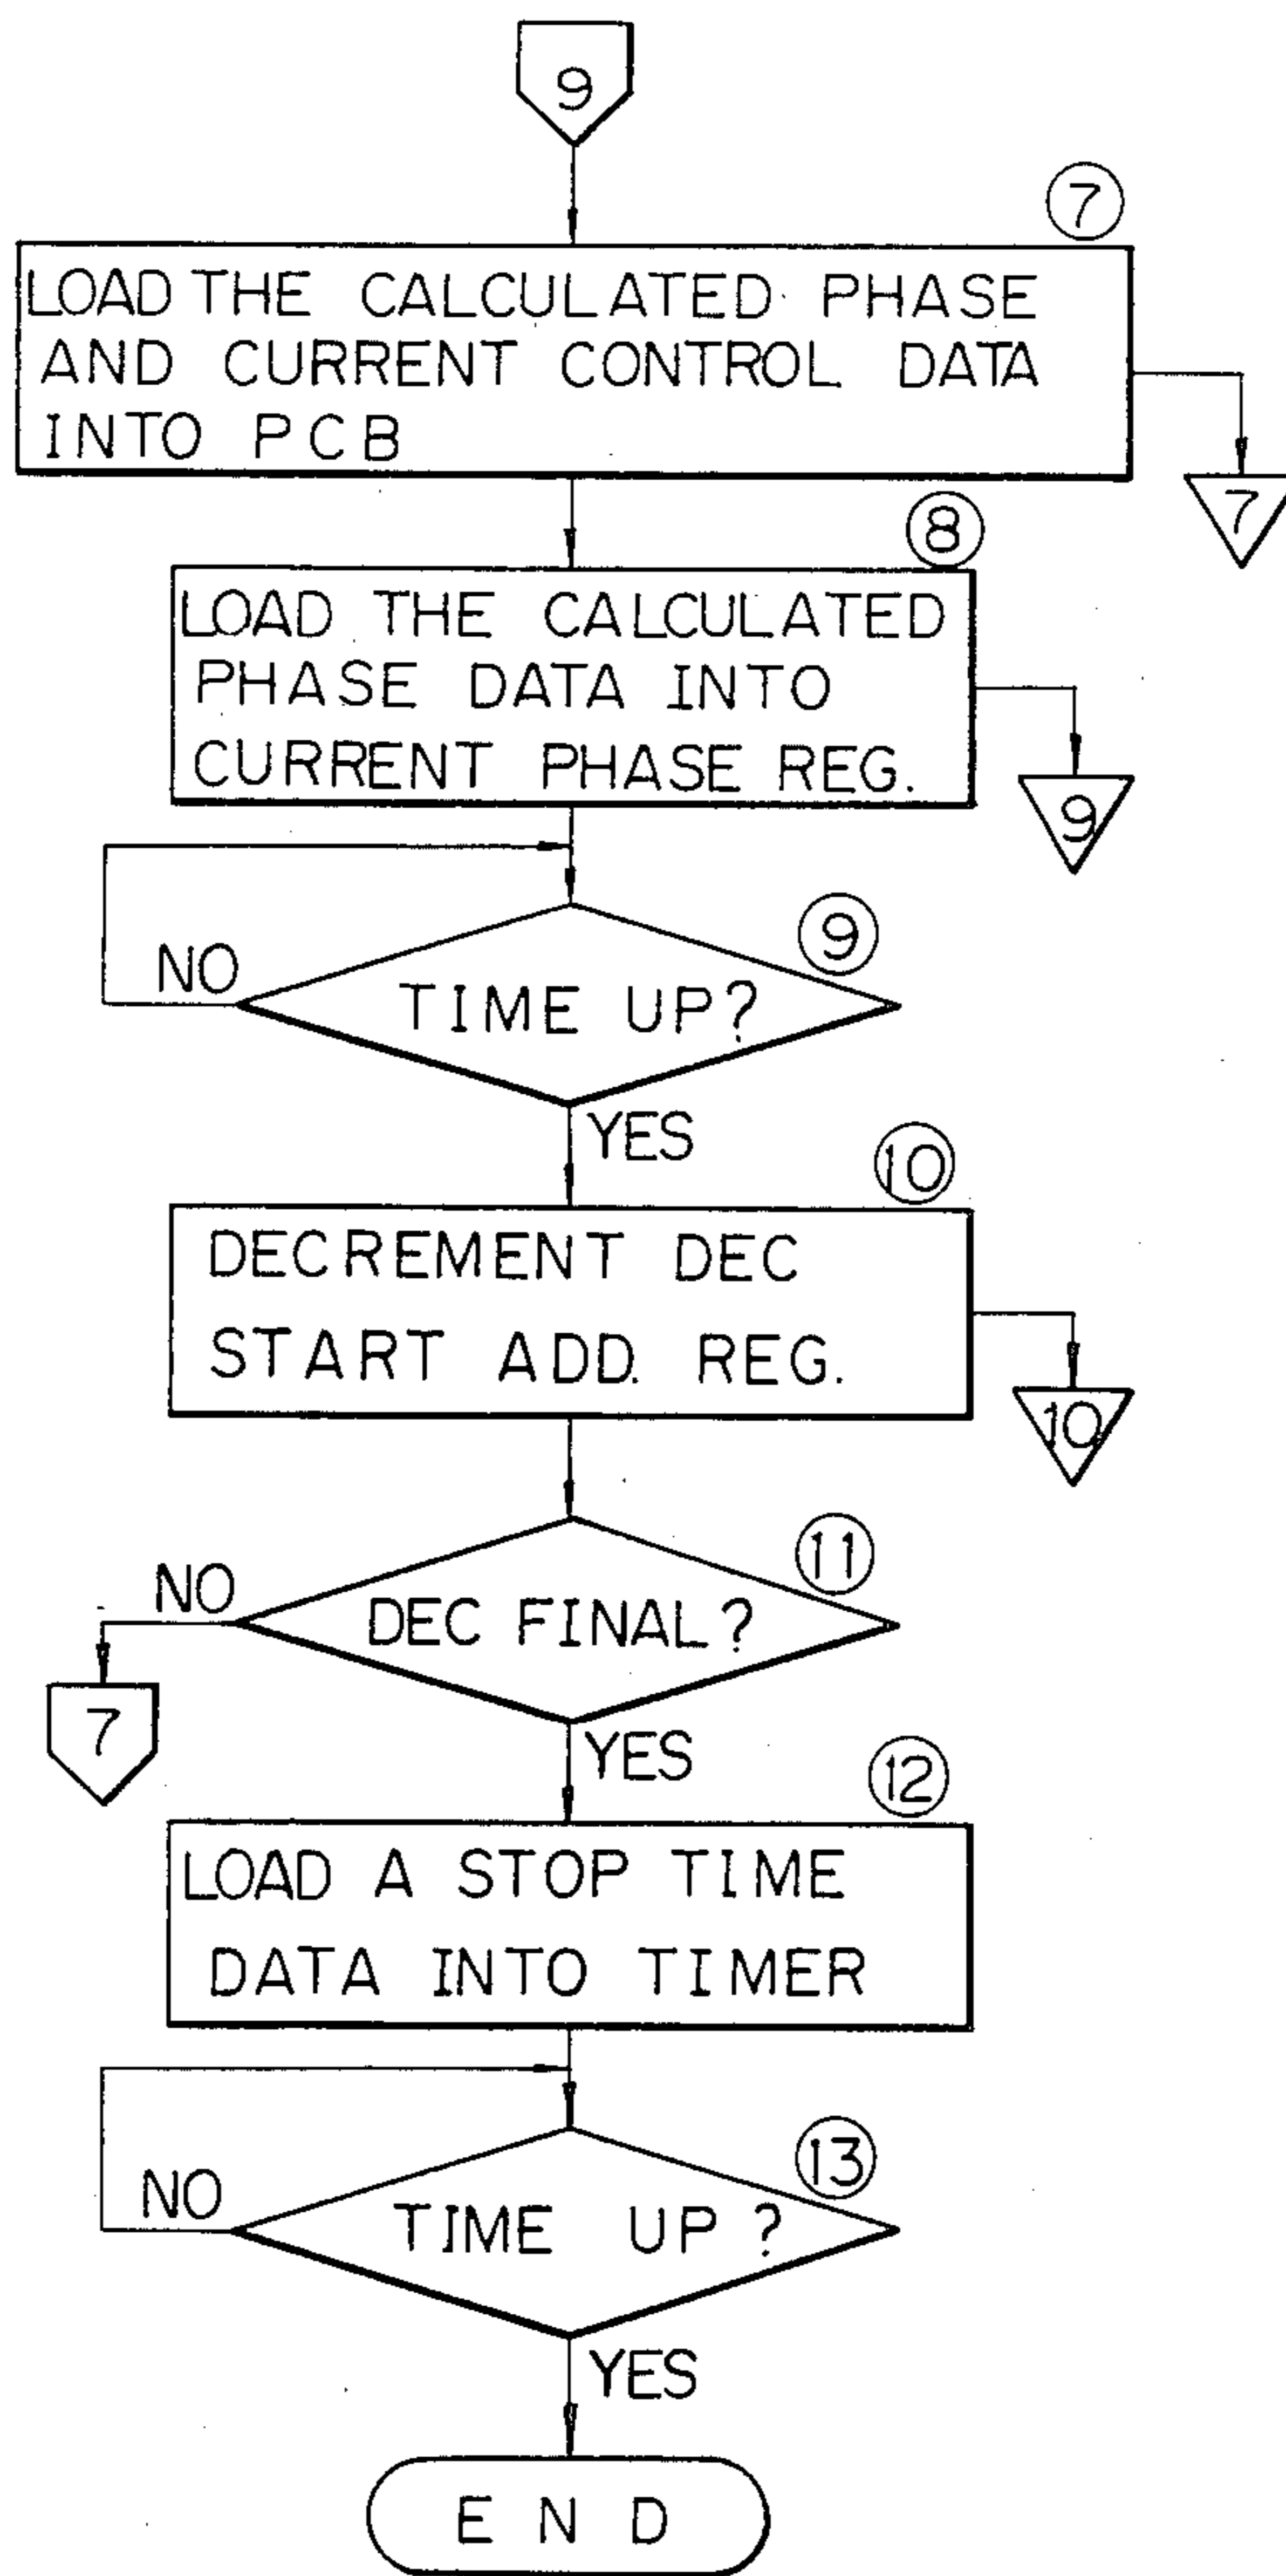 9
7
LOAD THE CALCULATED PHASE
AND CURRENT CONTROL DATA
INTO PCB
7
8
LOAD THE CALCULATED
PHASE DATA INTO
CURRENT PHASE REG.
9
9
NO
TIME UP?
YES
10
DECREMENT DEC
START ADD. REG.
10
11
NO
DEC FINAL?
7
YES
12
LOAD A STOP TIME
DATA INTO TIMER
13
NO
TIME UP?
YES
END